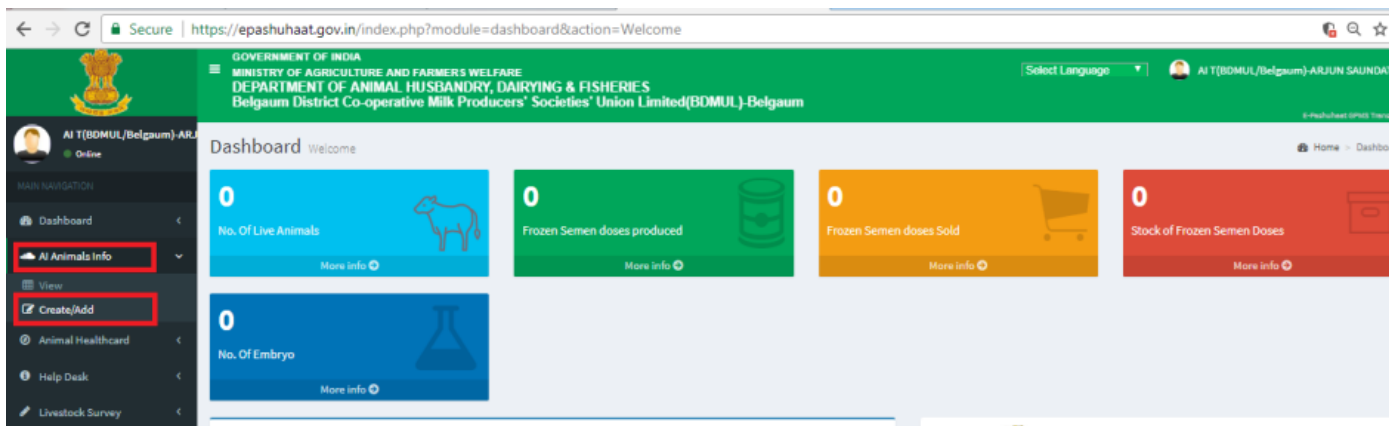 Secure | https://epashuhaat.gov.in/index.php?module=dashboard&action=Welcome
GOVERNMENT OF INDIA
MINISTRY OF AGRICULTURE AND FARMERS WELFARE
DEPARTMENT OF ANIMAL HUSBANDRY, DAIRYING & FISHERIES
Belgaum District Co-operative Milk Producers' Societies' Union Limited(BDMUL)-Belgaum
Select Language
AI T(BDMUL/Belgaum)-ARJUN SAUNDAT
AI T(BDMUL/Belgaum)-ARJ
Online
Dashboard Welcome
Home > Dashbo
MAIN NAVIGATION
Dashboard
AI Animals Info
View
Create/Add
Animal Healthcard
Help Desk
Livestock Survey
0
No. Of Live Animals
More info
0
Frozen Semen doses produced
More info
0
Frozen Semen doses Sold
More info
0
Stock of Frozen Semen Doses
More info
0
No. Of Embryo
More info